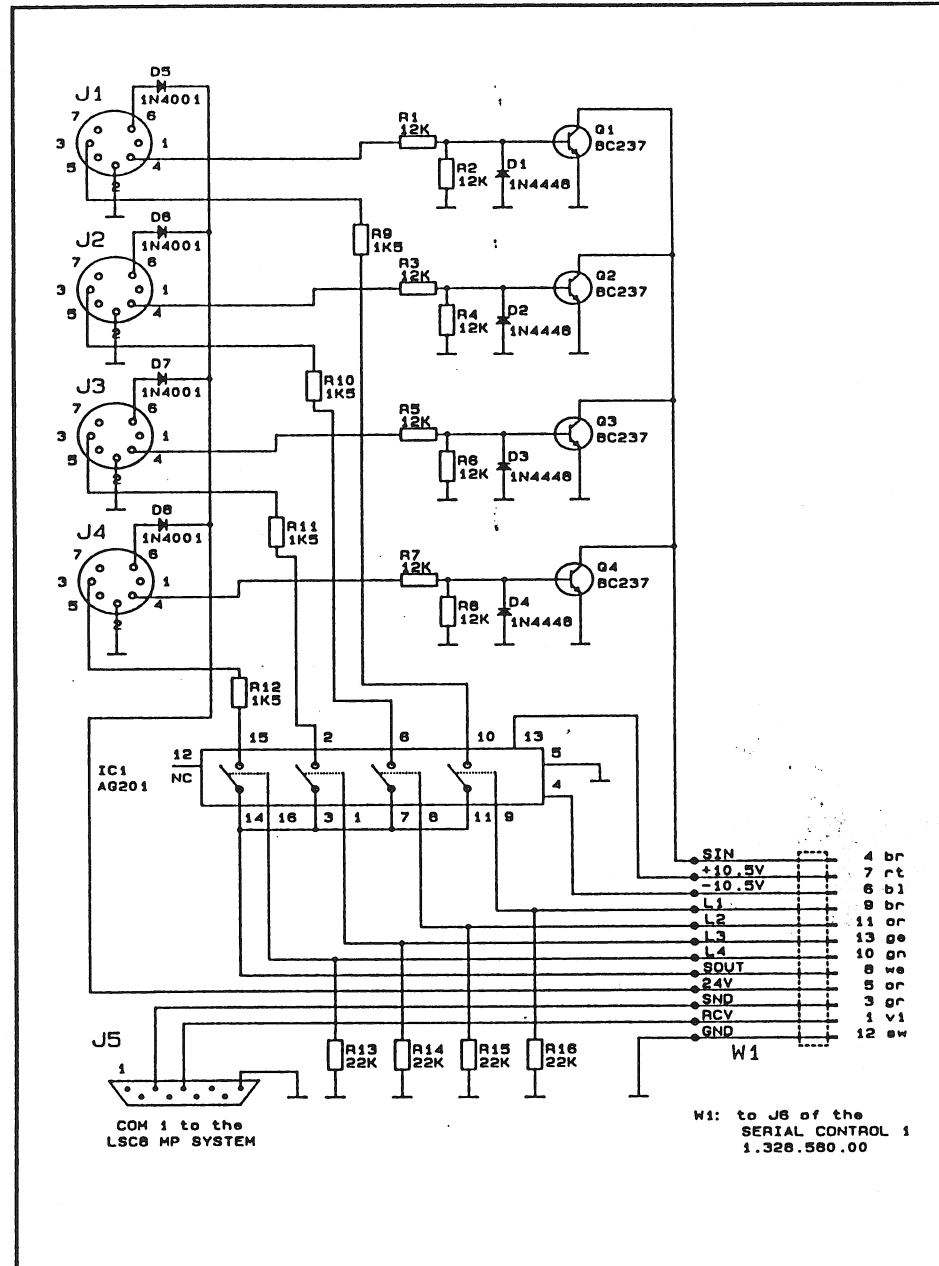 D5
1N4001
J1
7
6
3
1
5
4
2
R1
12K
R2
12K
D1
1N4448
Q1
BC237
D6
1N4001
J2
7
6
3
1
5
4
2
R9
1K5
R3
12K
R4
12K
D2
1N4448
Q2
BC237
D7
1N4001
J3
7
6
3
1
5
4
2
R10
1K5
R5
12K
R6
12K
D3
1N4448
Q3
BC237
D8
1N4001
J4
7
6
3
1
5
4
2
R11
1K5
R7
12K
R8
12K
D4
1N4448
Q4
BC237
R12
1K5
15 2 6 10 13
12
NC
5
4
IC1
AG201
14 16 3 1 7 8 11 9
SIN 4 br
+10.5V 7 rt
-10.5V 6 bl
L1 9 br
L2 11 or
L3 13 ge
L4 10 gn
SOUT 8 ws
24V 5 or
SND 3 gr
RCV 1 vi
GND 12 sw
W1
J5
1
R13
22K
R14
22K
R15
22K
R16
22K
COM 1 to the
LSC8 MP SYSTEM
W1: to J6 of the
SERIAL CONTROL 1
1.328.560.00